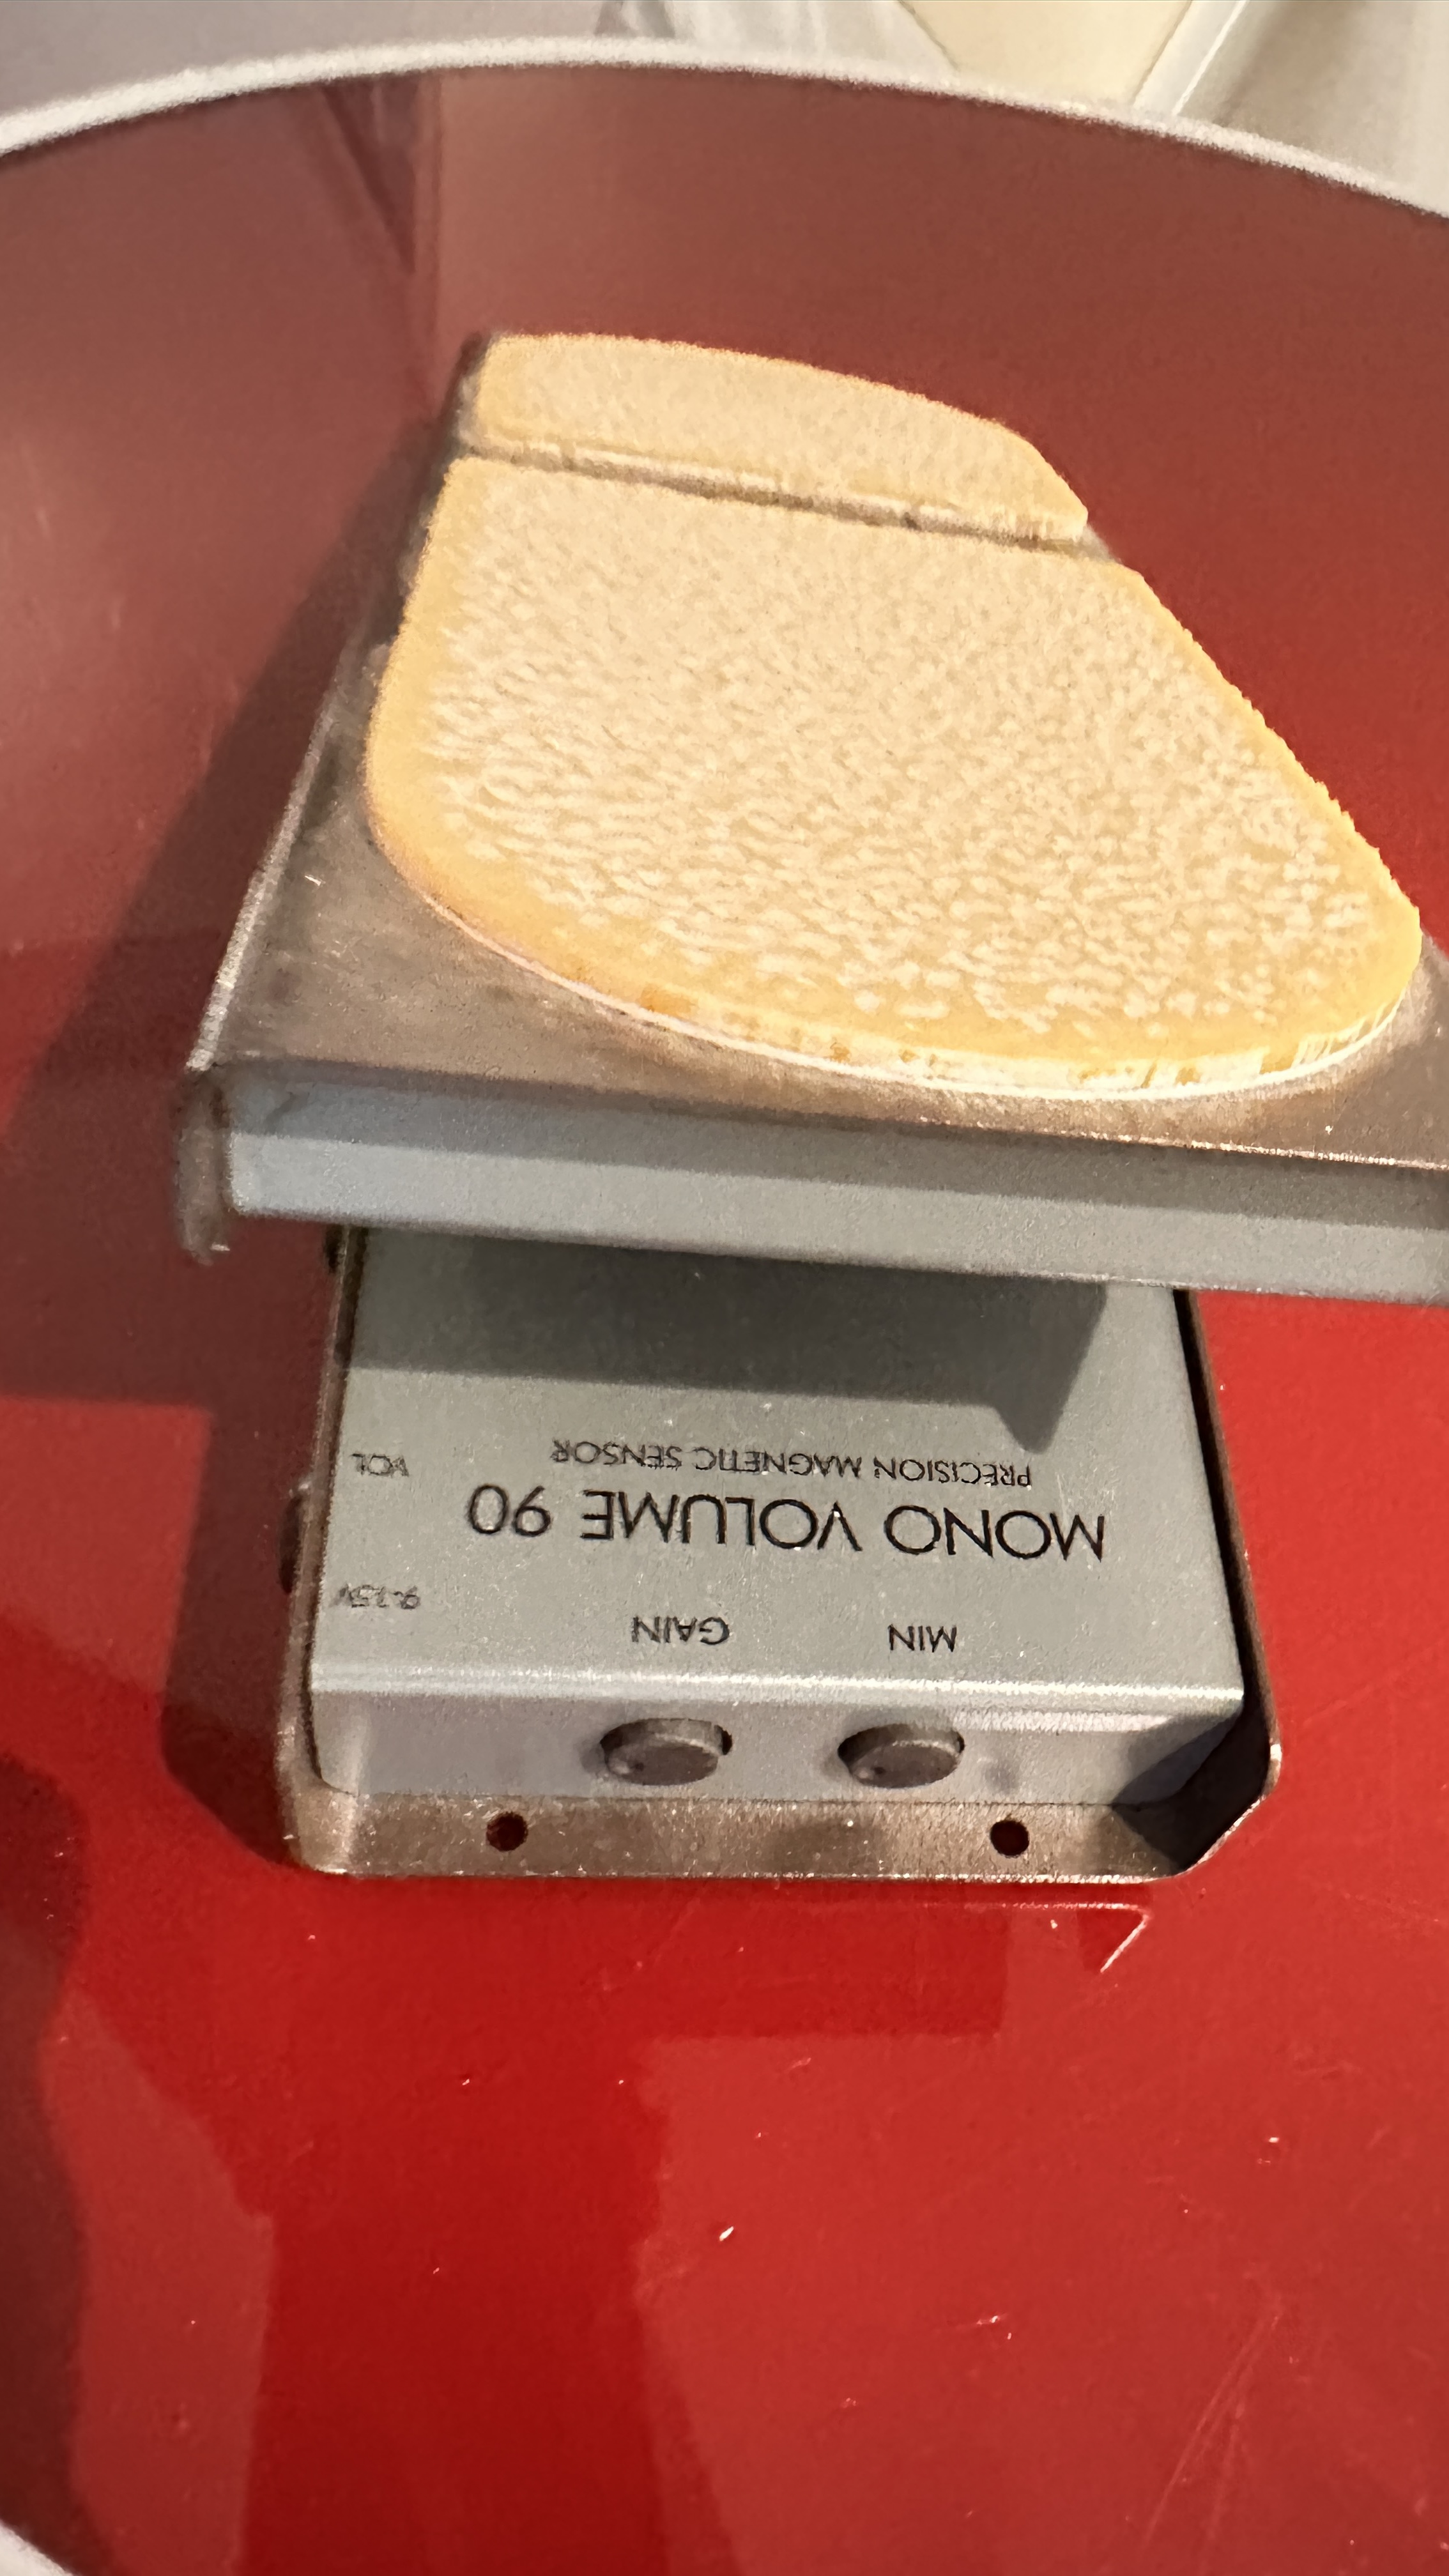 MIN GAIN 9-15V
MONO VOLUME 90
PRECISION MAGNETIC SENSOR VOL